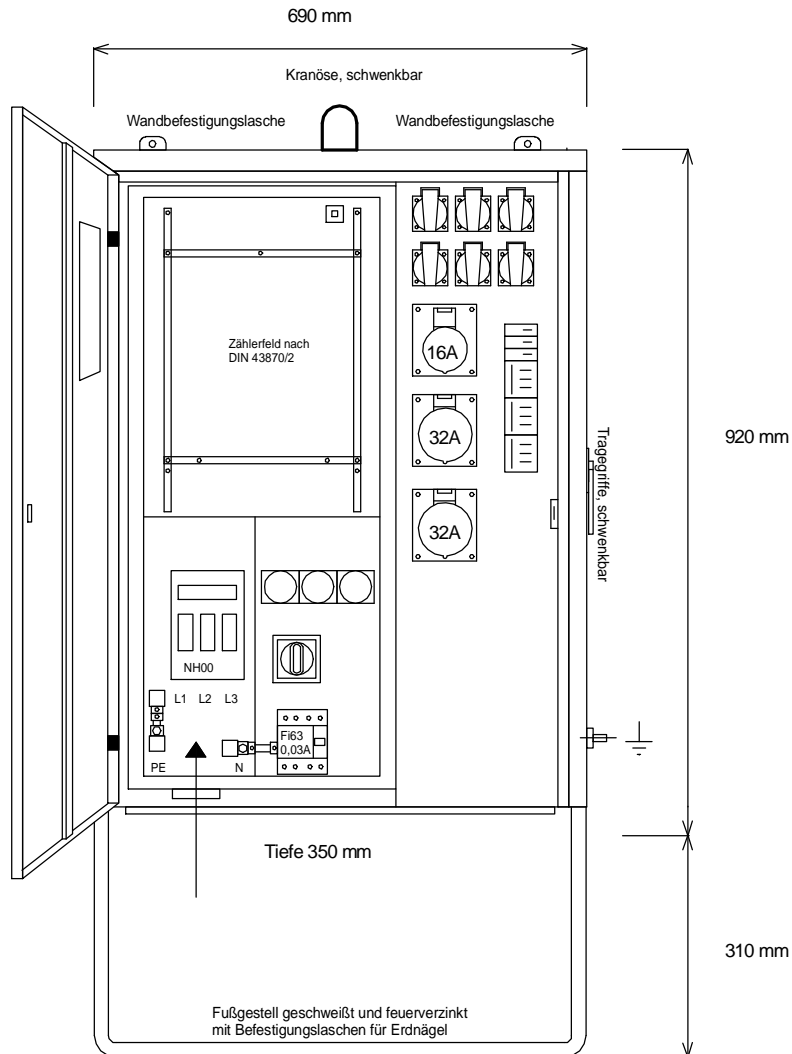 690 mm
Kranöse, schwenkbar
Wandbefestigungslasche
Wandbefestigungslasche
Zählerfeld nach
DIN 43870/2
16A
32A
32A
920 mm
Tragegriffe, schwenkbar
NH00
L1 L2 L3
Fi63
0,03A
PE
N
Tiefe 350 mm
310 mm
Fußgestell geschweißt und feuerverzinkt
mit Befestigungslaschen für Erdnägel